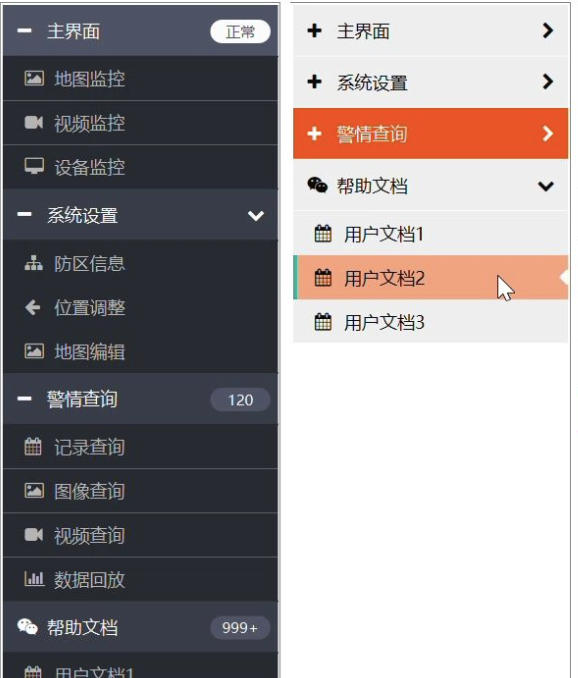 主界面 正常
地图监控
视频监控
设备监控
系统设置
防区信息
位置调整
地图编辑
警情查询 120
记录查询
图像查询
视频查询
数据回放
帮助文档 999+
用户文档1
主界面
系统设置
警情查询
帮助文档
用户文档1
用户文档2
用户文档3